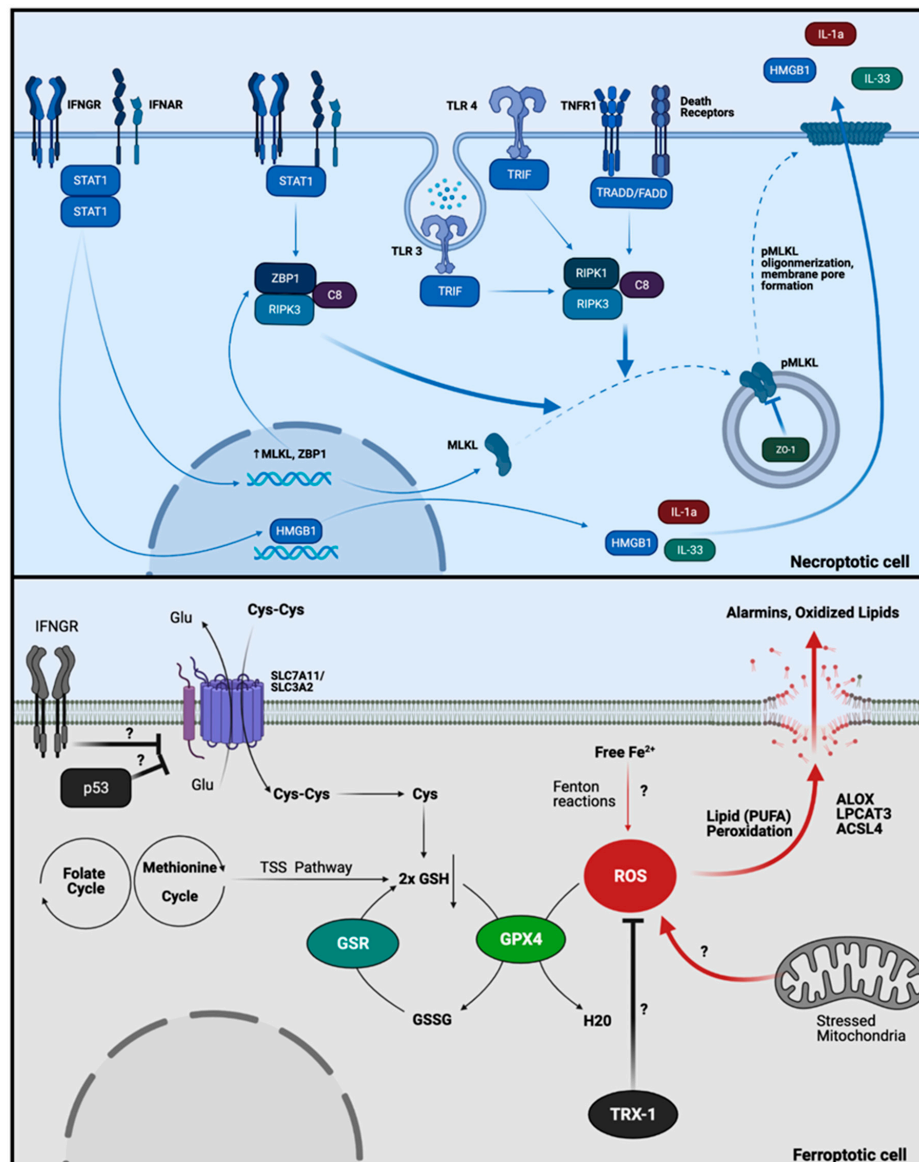 IL-1a
HMGB1
IL-33
IFNGR
IFNAR
TLR 4
TNFR1
Death
Receptors
STAT1
STAT1
STAT1
TRIF
TRADD/FADD
TLR 3
TRIF
ZBP1
C8
RIPK3
RIPK1
C8
RIPK3
pMLKL
oligonmerization,
membrane pore
formation
pMLKL
ZO-1
↑MLKL, ZBP1
MLKL
HMGB1
IL-1a
HMGB1
IL-33
Necroptotic cell
IFNGR
Glu
Cys-Cys
SLC7A11/
SLC3A2
Alarmins, Oxidized Lipids
?
?
p53
Glu
Cys-Cys
Cys
Free Fe²⁺
Fenton
reactions
?
Lipid (PUFA)
Peroxidation
ALOX
LPCAT3
ACSL4
Folate
Cycle
Methionine
Cycle
TSS Pathway
2x GSH
ROS
GSR
GPX4
?
GSSG
H20
?
Stressed
Mitochondria
TRX-1
Ferroptotic cell